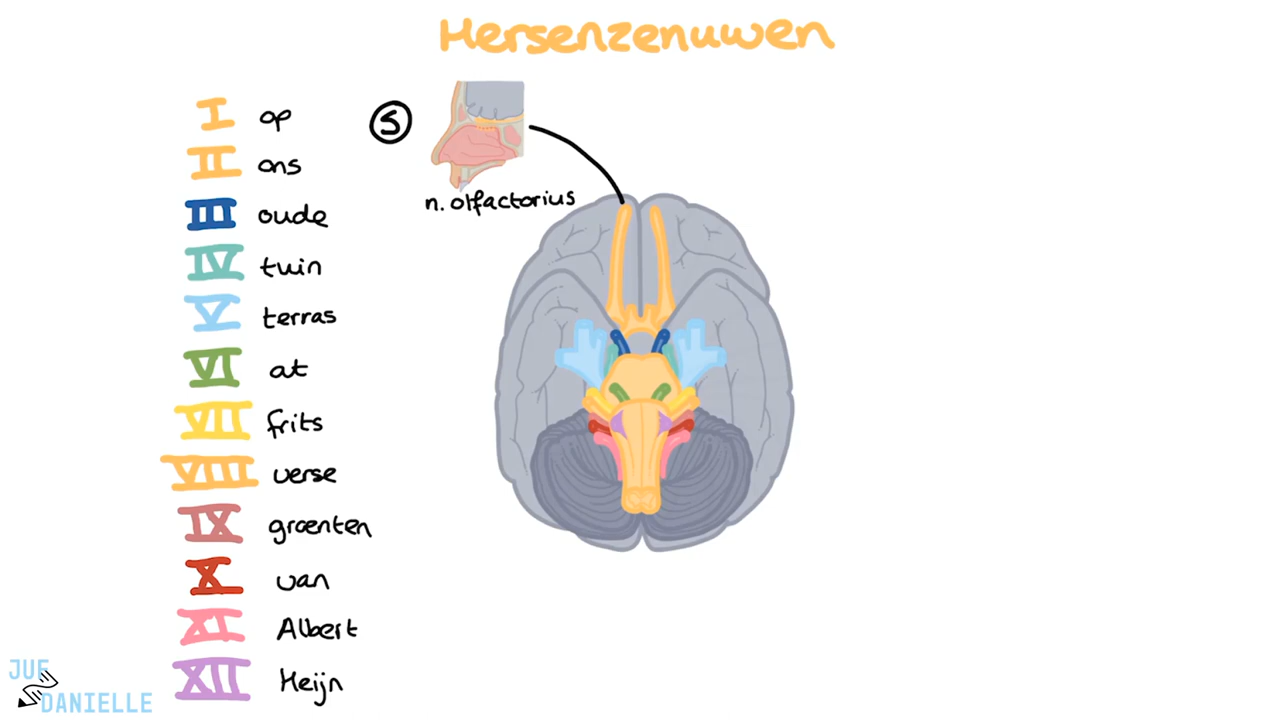 Hersenzenuwen
I op
II ons
III oude
IV tuin
V terras
VI at
VII frits
VIII verse
IX groenten
X van
XI Albert
XII Heijn
S
n. olfactorius
JUF
DANIELLE